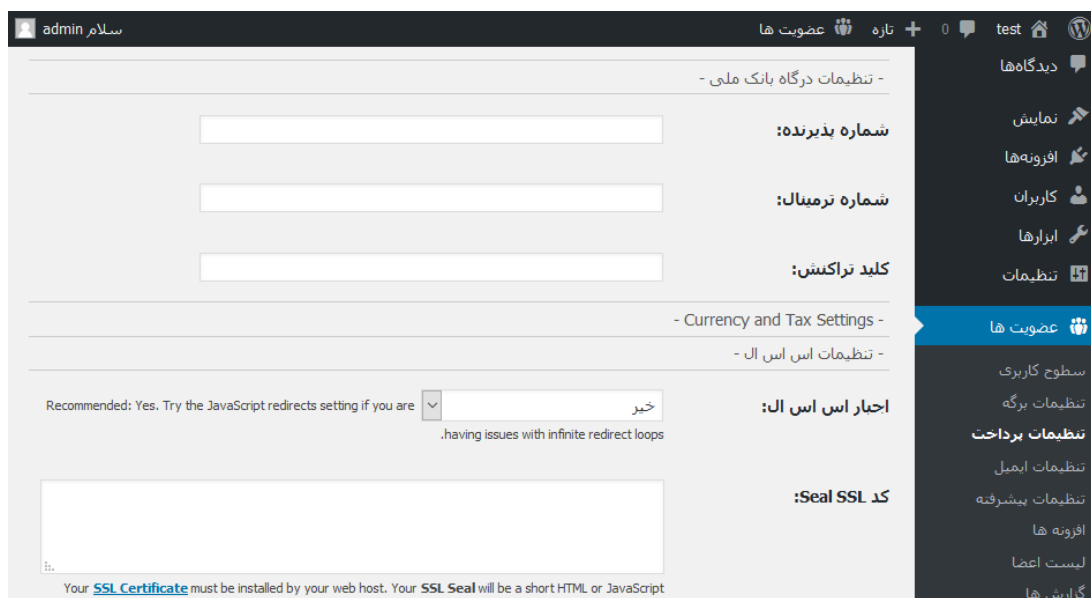 test
0
تازه
عضویت ها
سلام admin
دیدگاه‌ها
نمایش
افزونه‌ها
کاربران
ابزارها
تنظیمات
عضویت ها
سطوح کاربری
تنظیمات برگه
تنظیمات پرداخت
تنظیمات ایمیل
تنظیمات پیشرفته
افزونه ها
لیست اعضا
گزارش ها
- تنظیمات درگاه بانک ملی -
شماره پذیرنده:
شماره ترمینال:
کلید تراکنش:
- Currency and Tax Settings -
- تنظیمات اس اس ال -
اجبار اس اس ال:
خیر
Recommended: Yes. Try the JavaScript redirects setting if you are
.having issues with infinite redirect loops
کد Seal SSL:
Your SSL Certificate must be installed by your web host. Your SSL Seal will be a short HTML or JavaScript